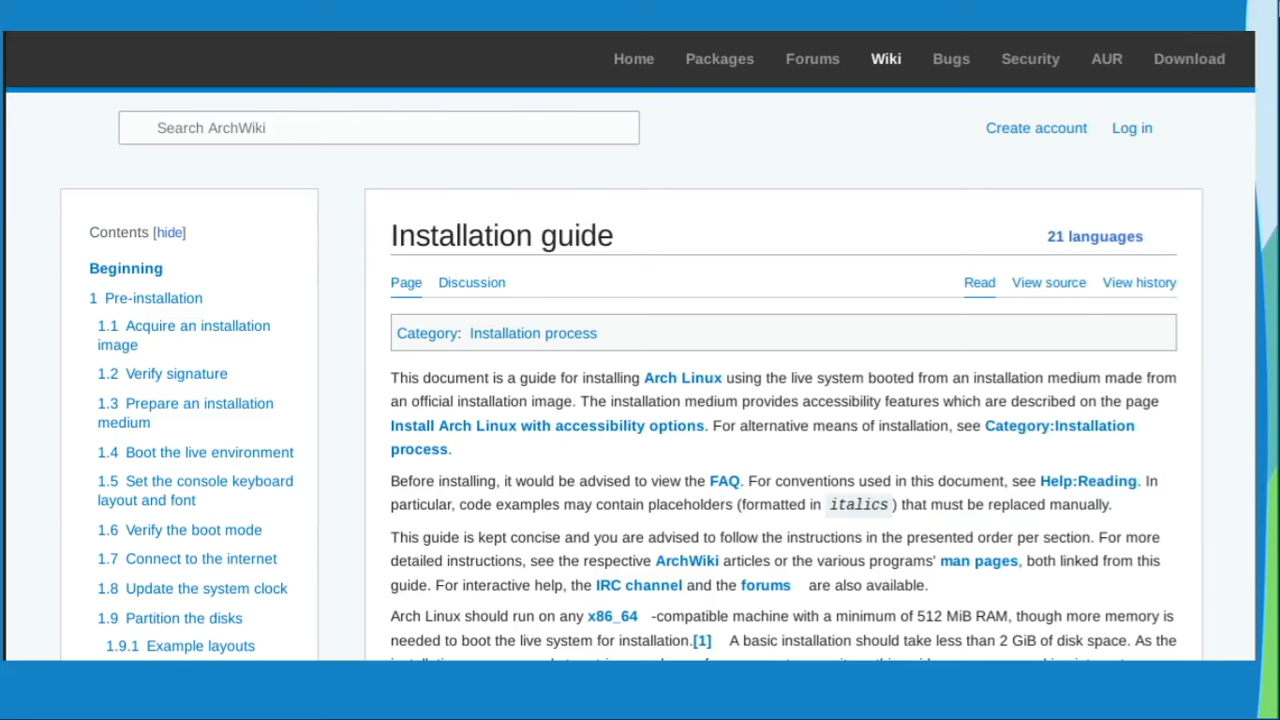 Home Packages Forums Wiki Bugs Security AUR Download
Search ArchWiki
Create account Log in
Contents [hide]
Beginning
1 Pre-installation
1.1 Acquire an installation
image
1.2 Verify signature
1.3 Prepare an installation
medium
1.4 Boot the live environment
1.5 Set the console keyboard
layout and font
1.6 Verify the boot mode
1.7 Connect to the internet
1.8 Update the system clock
1.9 Partition the disks
1.9.1 Example layouts
Installation guide
21 languages
Page Discussion
Read View source View history
Category: Installation process
This document is a guide for installing Arch Linux using the live system booted from an installation medium made from
an official installation image. The installation medium provides accessibility features which are described on the page
Install Arch Linux with accessibility options. For alternative means of installation, see Category:Installation
process.
Before installing, it would be advised to view the FAQ. For conventions used in this document, see Help:Reading. In
particular, code examples may contain placeholders (formatted in italics) that must be replaced manually.
This guide is kept concise and you are advised to follow the instructions in the presented order per section. For more
detailed instructions, see the respective ArchWiki articles or the various programs' man pages, both linked from this
guide. For interactive help, the IRC channel and the forums are also available.
Arch Linux should run on any x86_64-compatible machine with a minimum of 512 MiB RAM, though more memory is
needed to boot the live system for installation.[1] A basic installation should take less than 2 GiB of disk space. As the